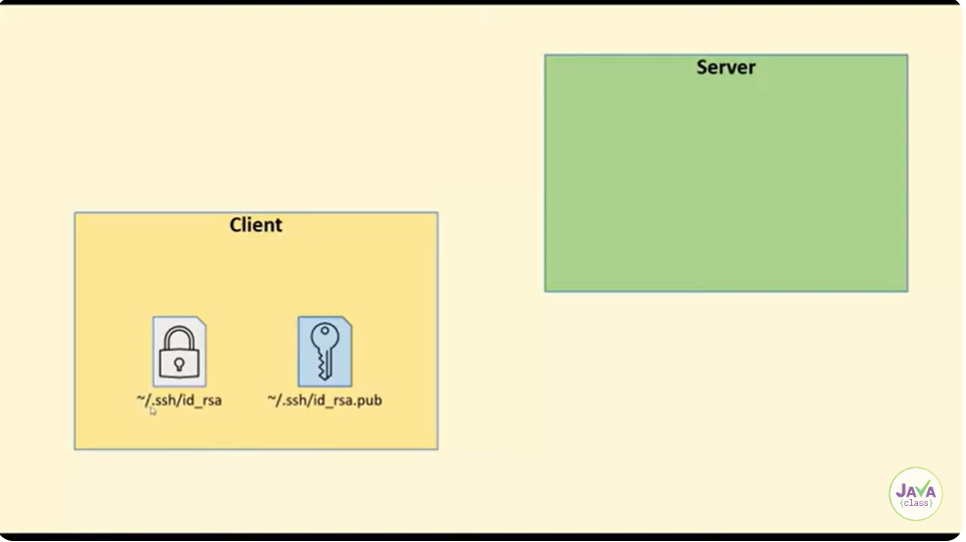 Server
Client
~/.ssh/id_rsa
~/.ssh/id_rsa.pub
JAVA
{class}